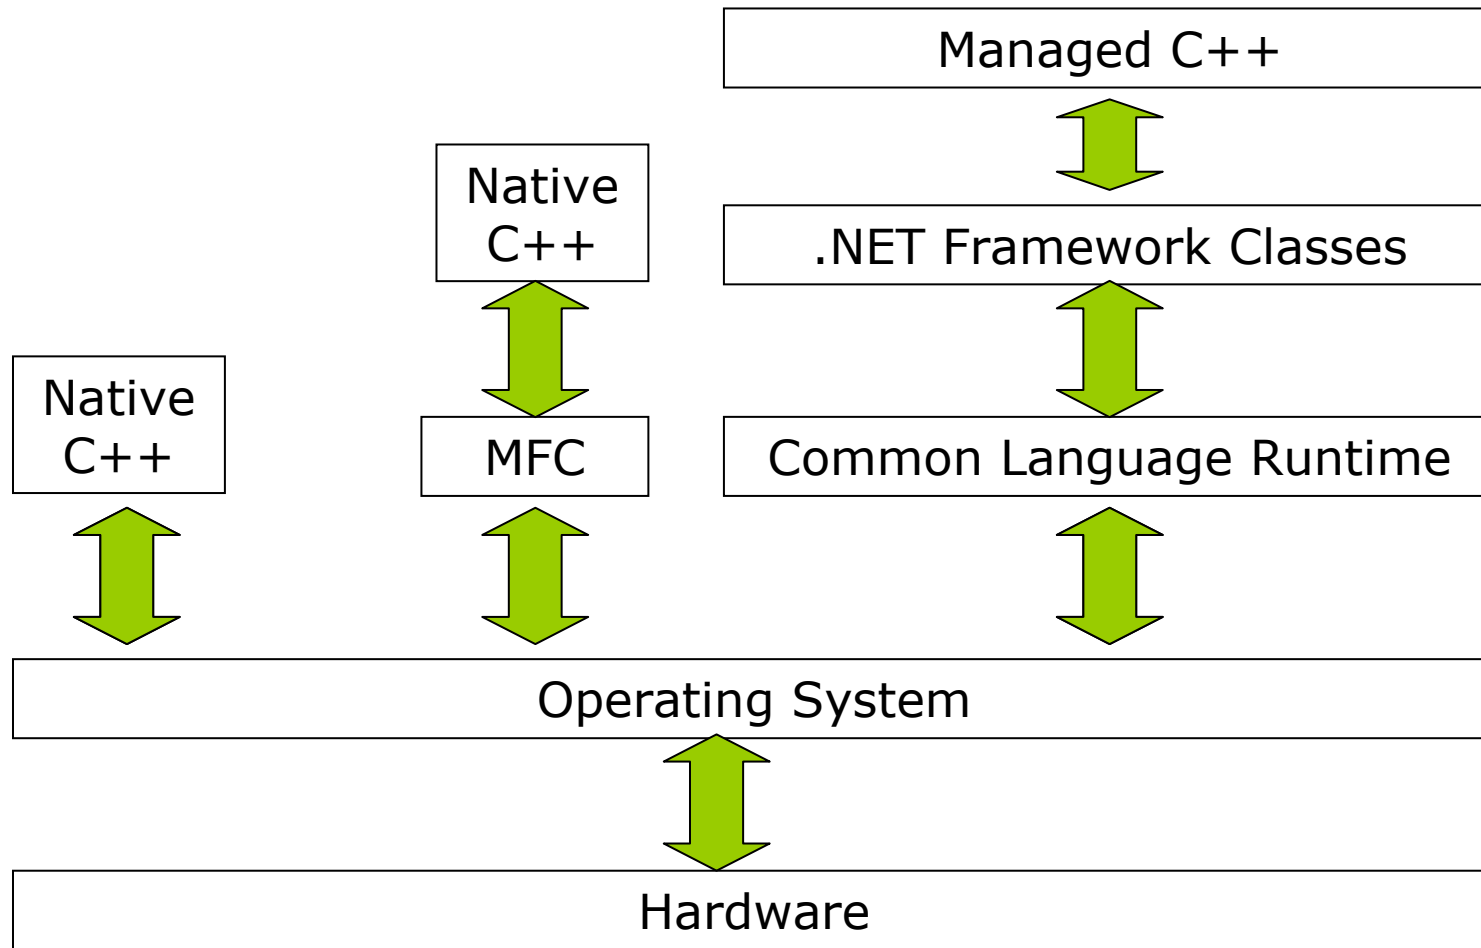 Managed C++
Native
C++
.NET Framework Classes
Native
C++
MFC
Common Language Runtime
Operating System
Hardware